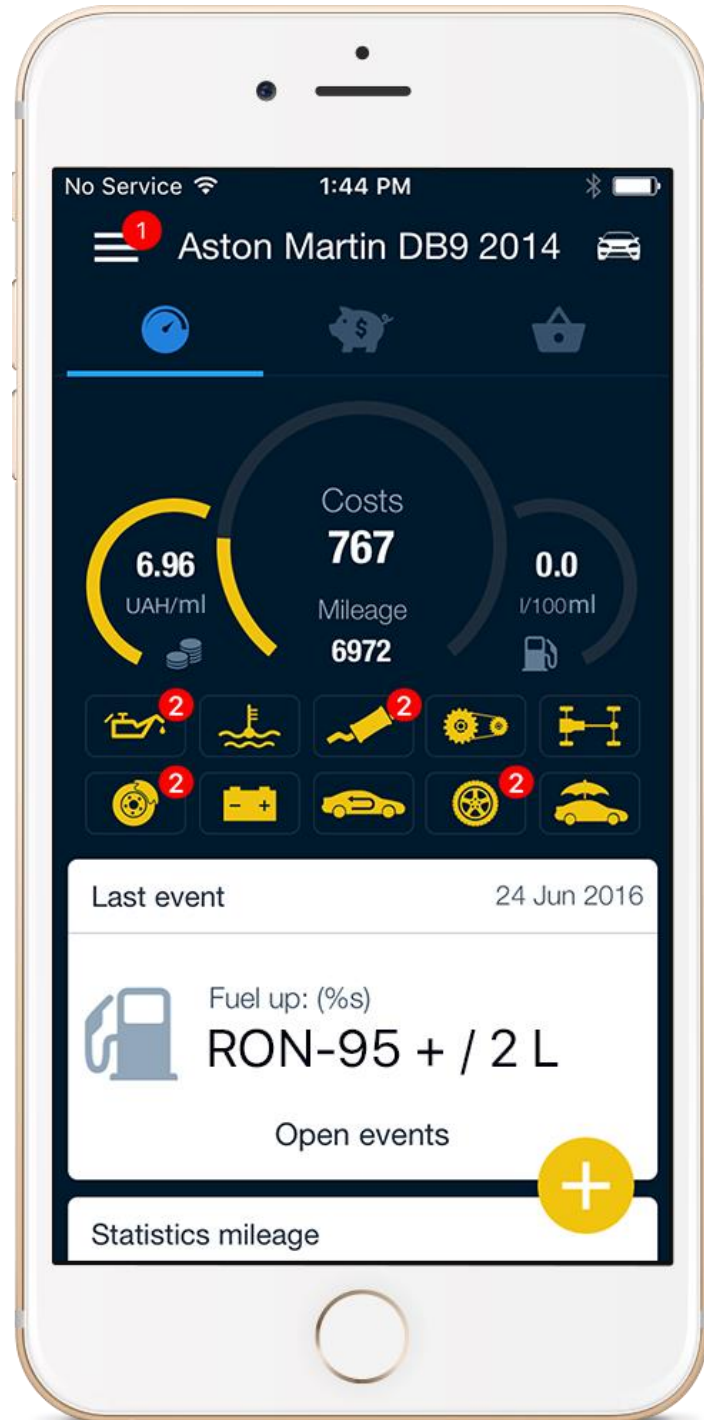 No Service 1:44 PM
1
Aston Martin DB9 2014
$
Costs
767
6.96
0.0
UAH/ml
Mileage
l/100ml
6972
2
2
2
- +
2
Last event 24 Jun 2016
Fuel up: (%s)
RON-95 + / 2 L
Open events
+
Statistics mileage